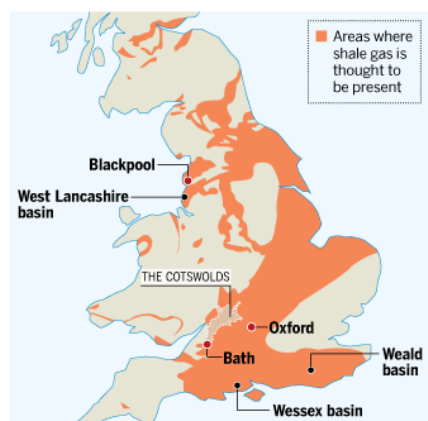 Areas where
shale gas is
thought to
be present
Blackpool
West Lancashire
basin
THE COTSWOLDS
Oxford
Bath
Weald
basin
Wessex basin